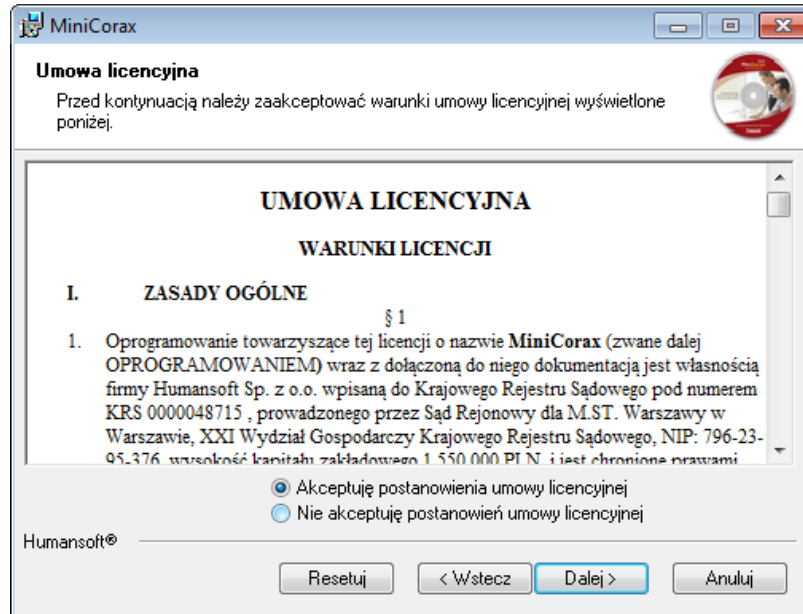 MiniCorax
Umowa licencyjna
Przed kontynuacją należy zaakceptować warunki umowy licencyjnej wyświetlone
poniżej.
UMOWA LICENCYJNA
WARUNKI LICENCJI
I. ZASADY OGÓLNE
§ 1
1. Oprogramowanie towarzyszące tej licencji o nazwie MiniCorax (zwane dalej
OPROGRAMOWANIEM) wraz z dołączoną do niego dokumentacją jest własnością
firmy Humansoft Sp. z o.o. wpisaną do Krajowego Rejestru Sądowego pod numerem
KRS 0000048715 , prowadzonego przez Sąd Rejonowy dla M.ST. Warszawy w
Warszawie, XXI Wydział Gospodarczy Krajowego Rejestru Sądowego, NIP: 796-23-
95-376, wysokość kapitału zakładowego 1 550 000 PLN, i jest chronione prawami
Akceptuję postanowienia umowy licencyjnej
Nie akceptuję postanowień umowy licencyjnej
Humansoft®
Resetuj
< Wstecz
Dalej >
Anuluj